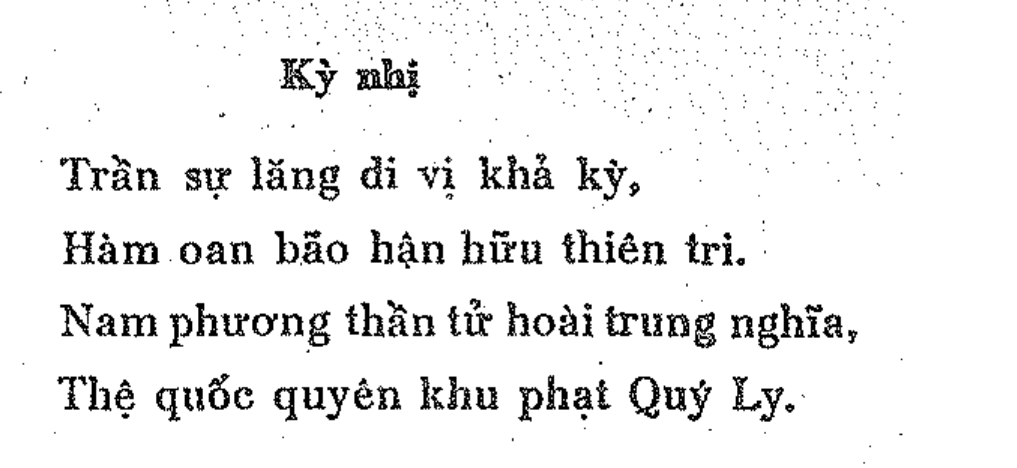 Kỳ nhị
Trần sự lăng di vị khả kỳ,
Hàm oan bão hận hữu thiên tri.
Nam phương thần tử hoài trung nghĩa,
Thệ quốc quyên khu phạt Quý Ly.